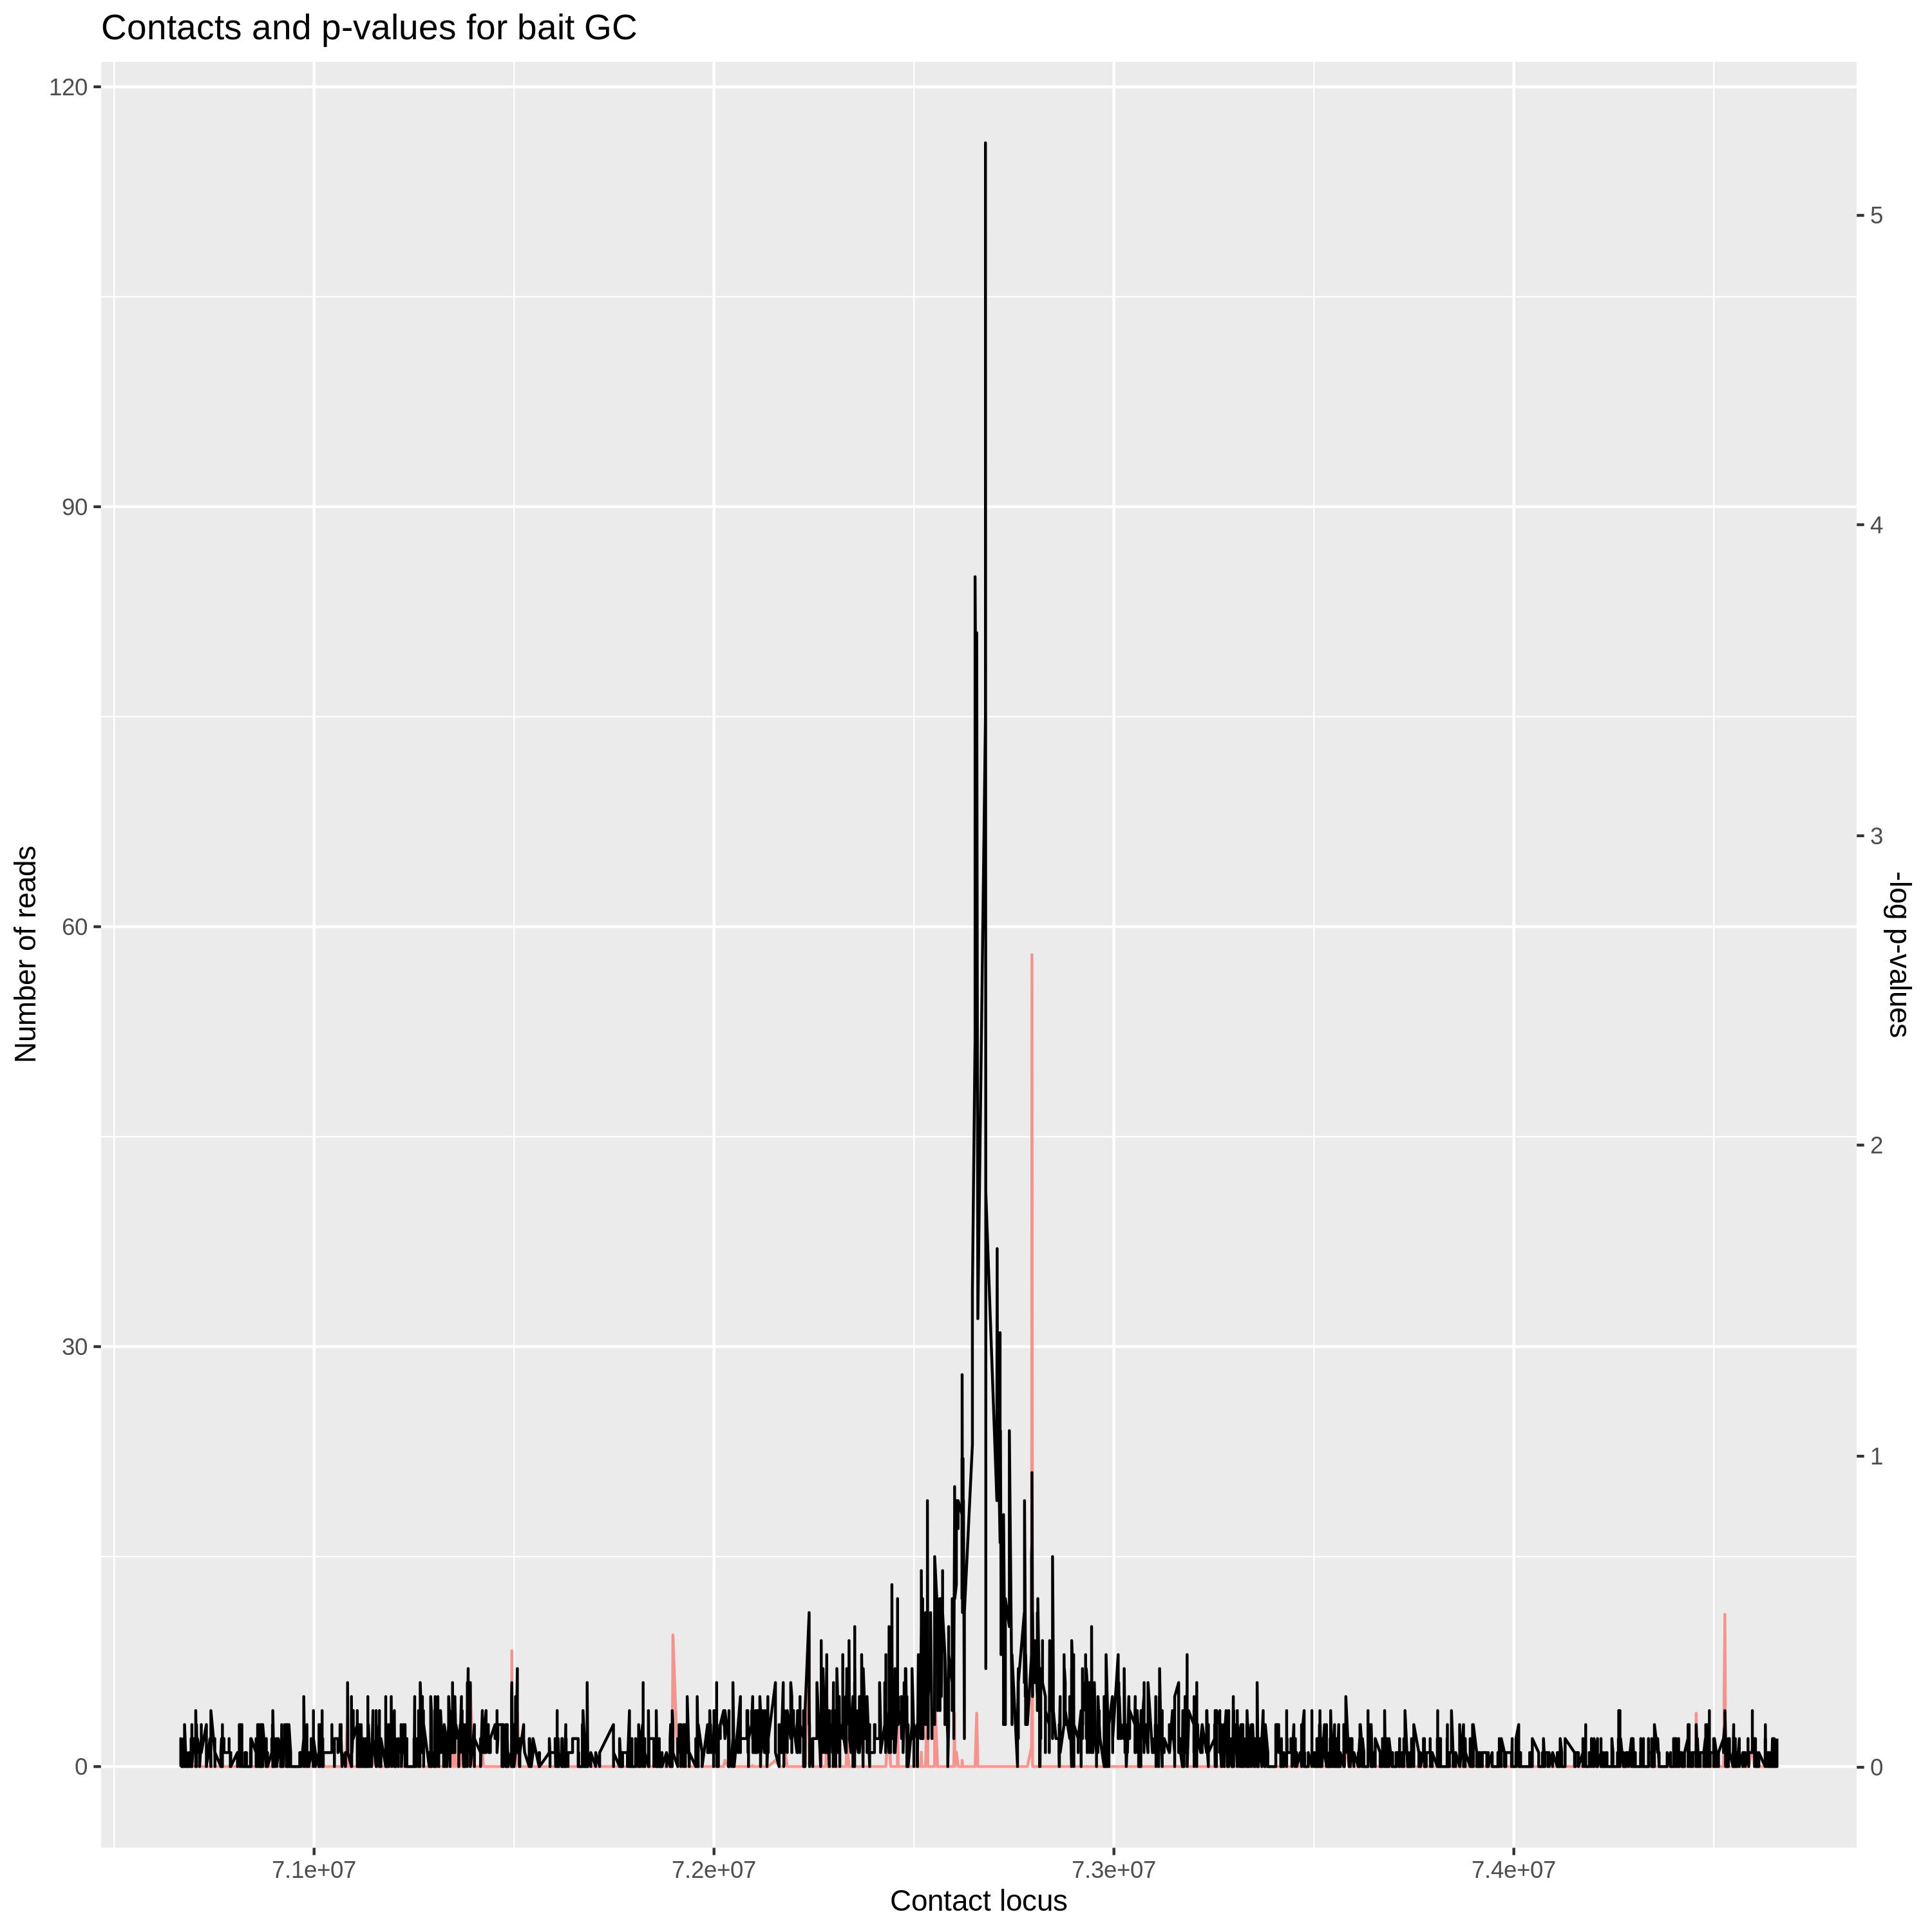 Contacts and p-values for bait GC
120
90
60
30
0
Number of reads
5
4
3
2
1
0
-log p-values
7.1e+07
7.2e+07
7.3e+07
7.4e+07
Contact locus